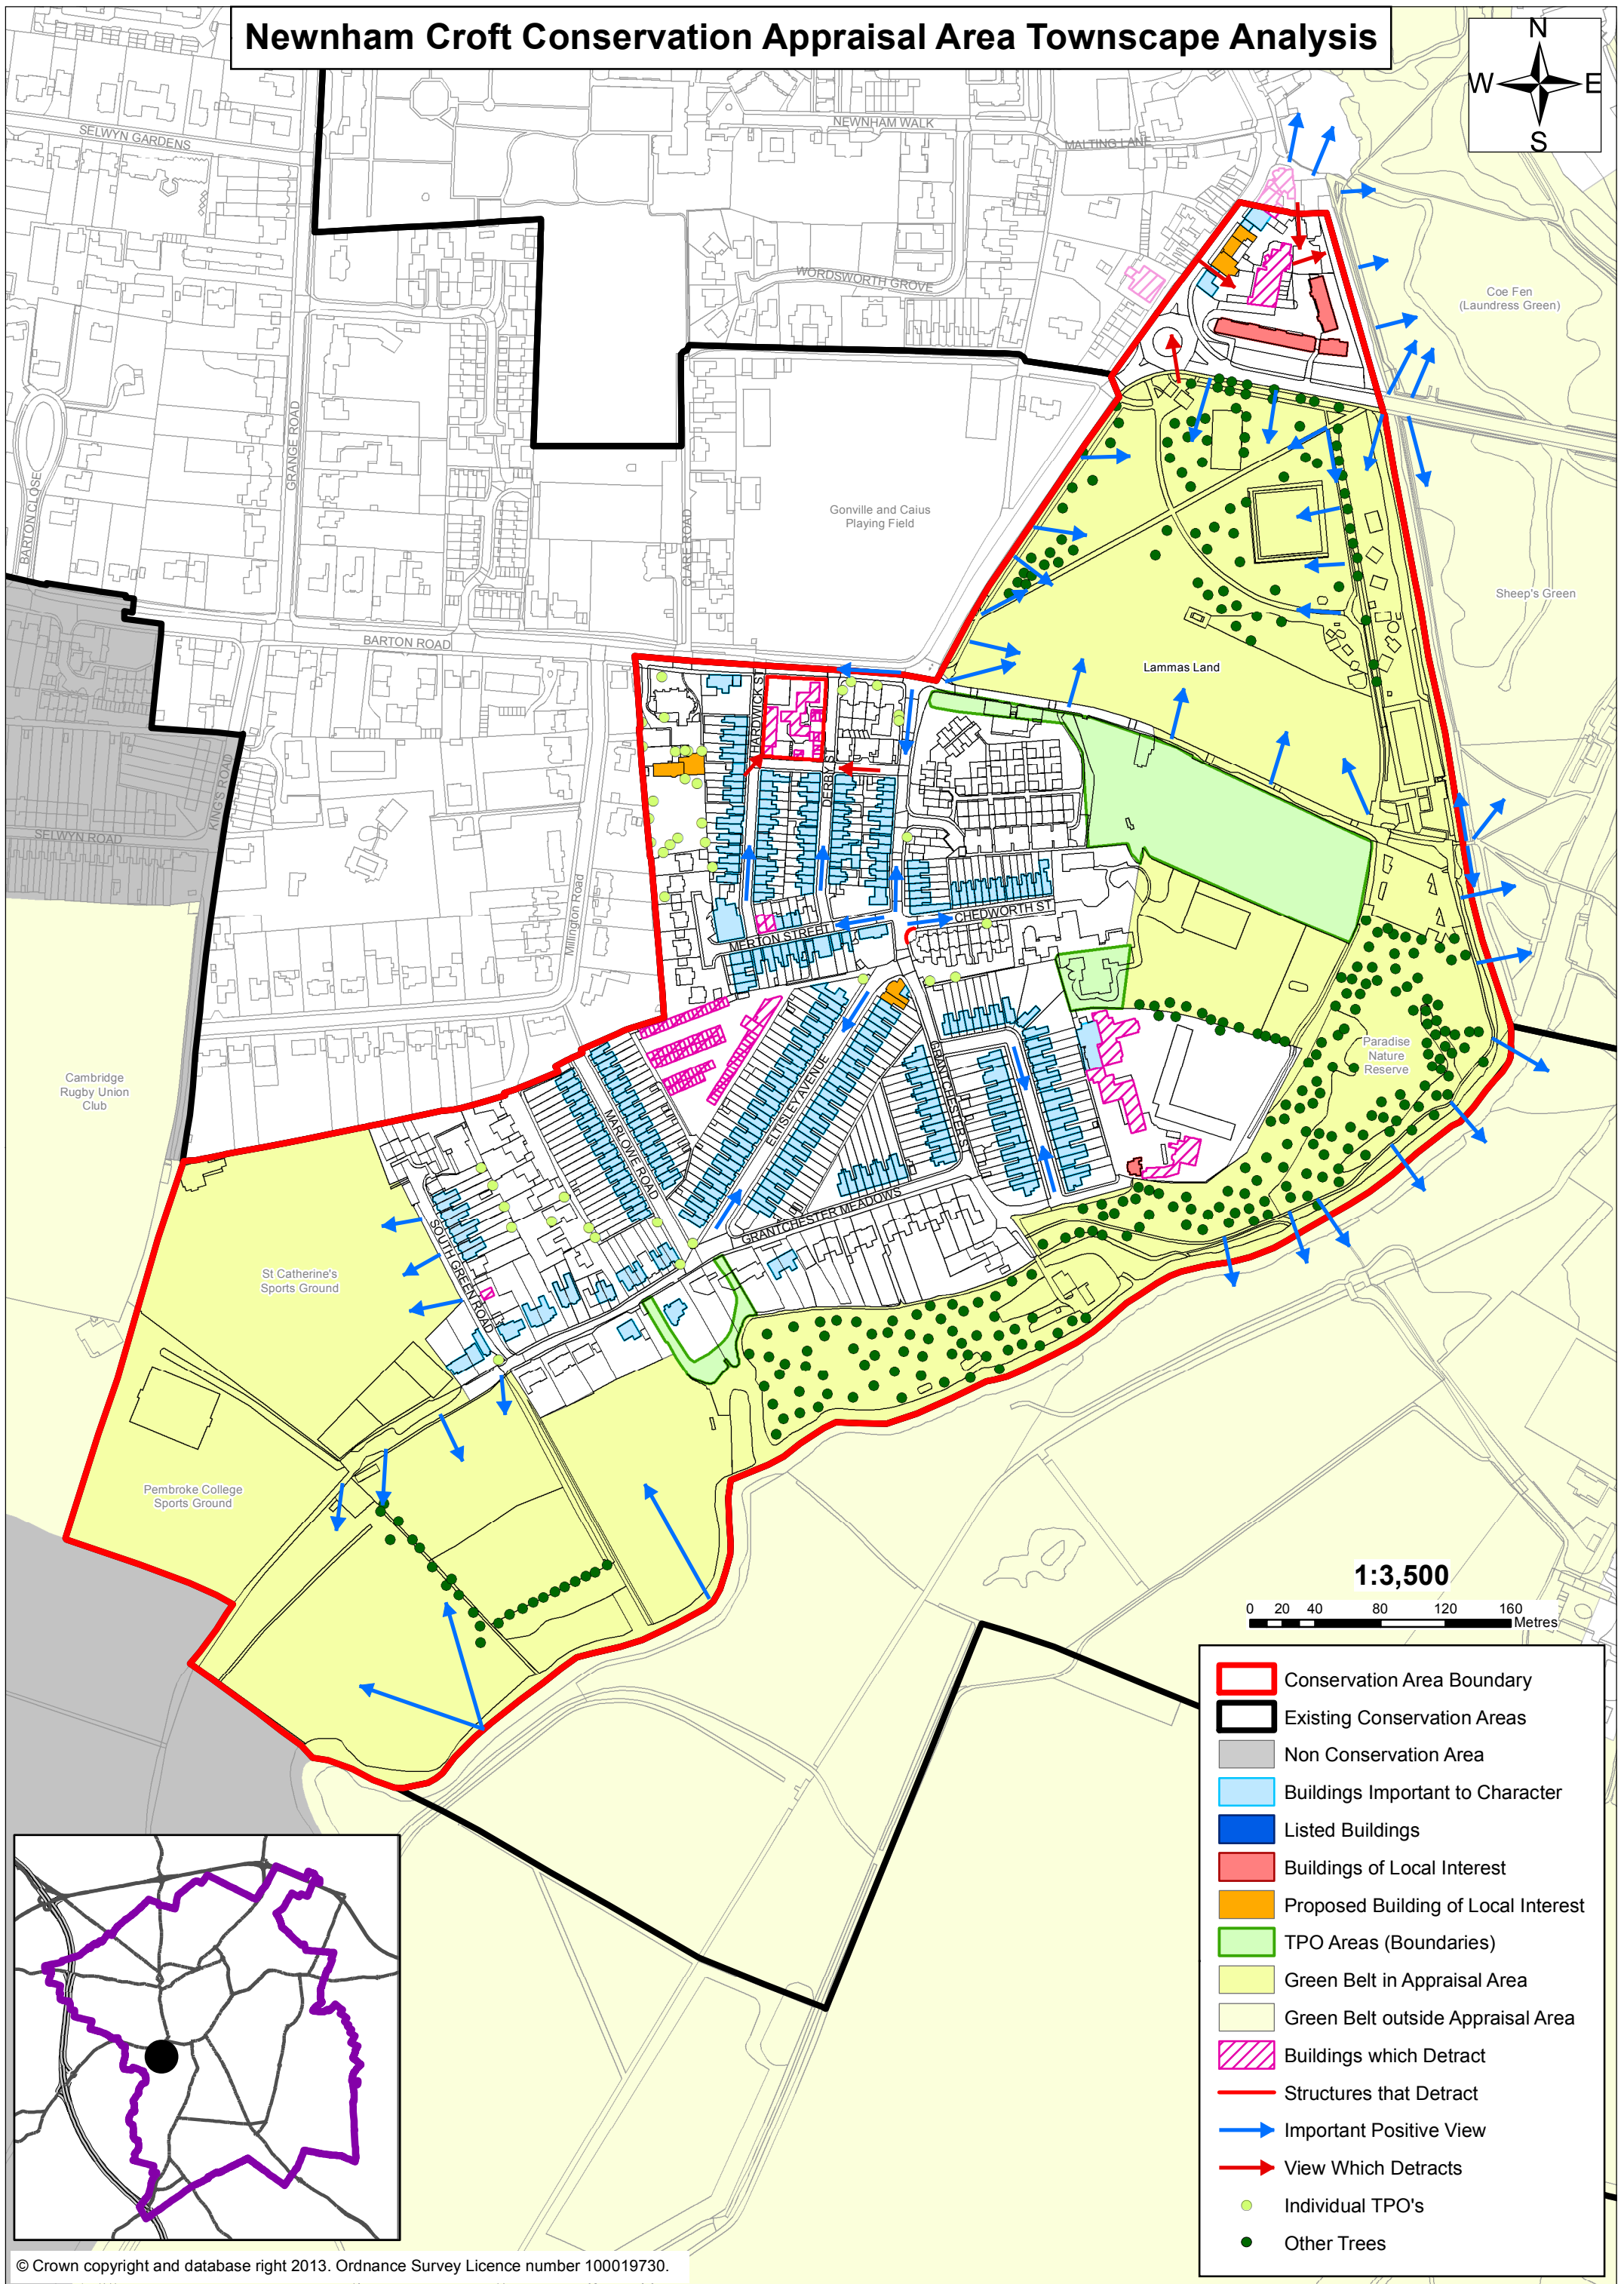 Newnham Croft Conservation Appraisal Area Townscape Analysis
N
W E
S
SELWYN GARDENS
NEWNHAM WALK
MALTING LANE
WORDSWORTH GROVE
Coe Fen
(Laundress Green)
GRANGE ROAD
BARTON CLOSE
CLARE ROAD
Gonville and Caius
Playing Field
Sheep's Green
BARTON ROAD
Lammas Land
HARDWICK ST
DERBY ST
KING'S ROAD
SELWYN ROAD
Millington Road
CHEDWORTH ST
MERTON STREET
Paradise
Nature
Reserve
Cambridge
Rugby Union
Club
ELTISLEY AVENUE
GRANTCHESTER ST
MARLOWE ROAD
GRANTCHESTER MEADOWS
SOUTH GREEN ROAD
St Catherine's
Sports Ground
Pembroke College
Sports Ground
1:3,500
0 20 40 80 120 160
Metres
Conservation Area Boundary
Existing Conservation Areas
Non Conservation Area
Buildings Important to Character
Listed Buildings
Buildings of Local Interest
Proposed Building of Local Interest
TPO Areas (Boundaries)
Green Belt in Appraisal Area
Green Belt outside Appraisal Area
Buildings which Detract
Structures that Detract
Important Positive View
View Which Detracts
Individual TPO's
Other Trees
© Crown copyright and database right 2013. Ordnance Survey Licence number 100019730.